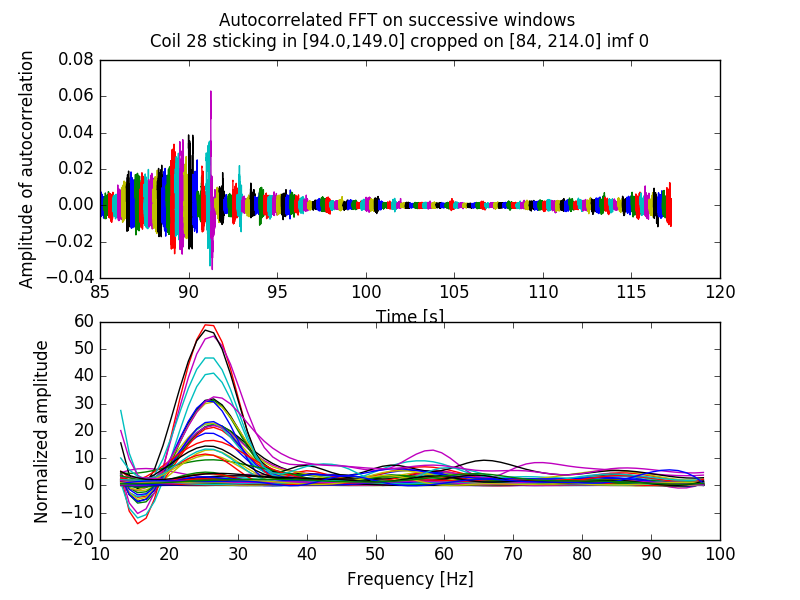 Autocorrelated FFT on successive windows
Coil 28 sticking in [94.0,149.0] cropped on [84, 214.0] imf 0
Amplitude of autocorrelation
0.08
0.06
0.04
0.02
0.00
−0.02
−0.04
85 90 95 100 105 110 115 120
Time [s]
Normalized amplitude
60
50
40
30
20
10
0
−10
−20
10 20 30 40 50 60 70 80 90 100
Frequency [Hz]